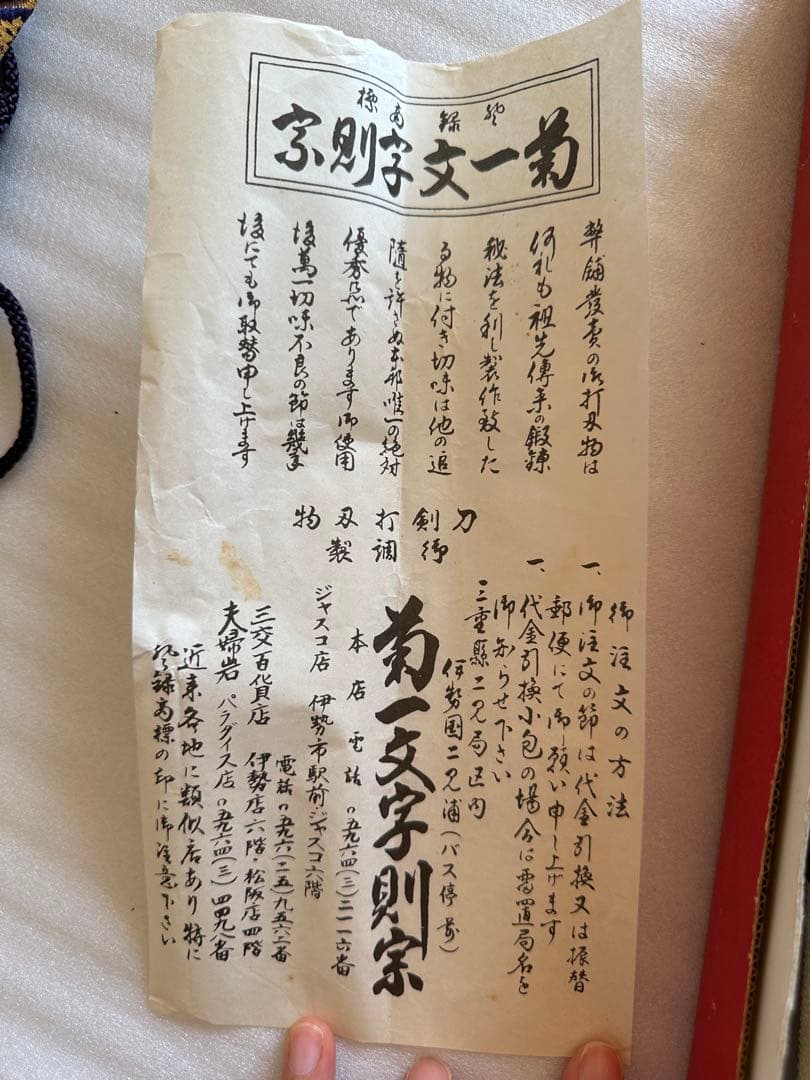 登録商標
菊一文字則宗
弊舗發賣の御打刃物は
何れも祖先傳来の鍛錬
秘法を利し製作致した
る物に付き切味は他の追
隨を許さぬ本邦唯一の絶対
優秀品であります御使用
後萬一切味不良の節は幾年
後にても御取替申し上げます
刀剣打刃物
御調製
御注文の方法
一、御注文の節は代金引換又は振替
郵便にて御願い申し上げます
一、代金引換小包の場合は電置局名を
御知らせ下さい
三重縣二見局区内
伊勢国二見浦(バス停前)
菊一文字則宗
本店 電話〇五九六四(三)二一一六番
ジャスコ店 伊勢市駅前・ジャスコ六階
電話〇五九六(二五)九五六二番
三交百貨店 伊勢店六階・松阪店四階
夫婦岩パラダイス店〇五九六四(三)四四九八番
近来各地に類似店あり特に
登録商標の印に御注意下さい